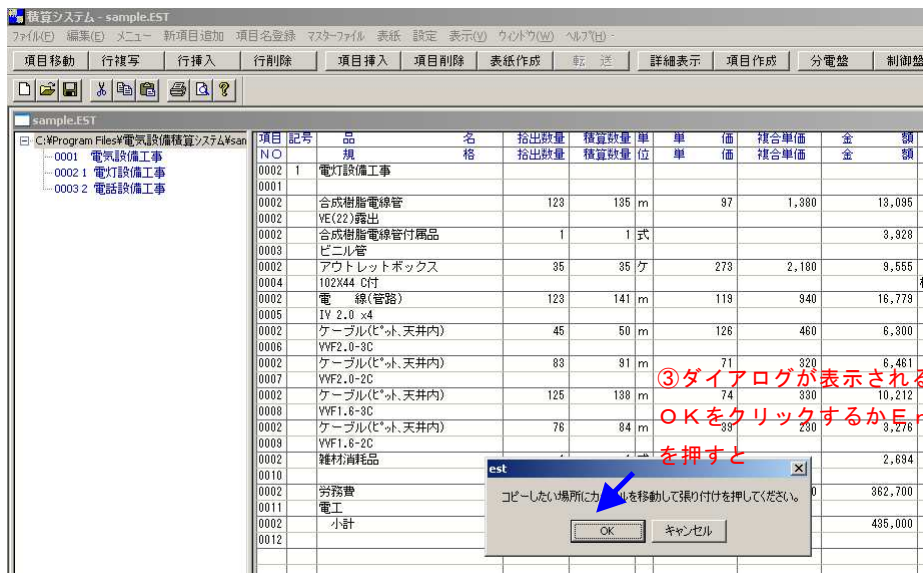 積算システム - sample.EST
ファイル(F) 編集(E) メニュー 新項目追加 項目名登録 マスターファイル 表紙 設定 表示(V) ウィンドウ(W) ヘルプ(H) -
項目移動 行複写 行挿入 行削除 項目挿入 項目削除 表紙作成 転 送 詳細表示 項目作成 分電盤 制御盤
sample.EST
C:¥Program Files¥電気設備積算システム¥san
0001 電気設備工事
0002 1 電灯設備工事
0003 2 電話設備工事
項目 記号 品 名 拾出数量 積算数量 単 単 価 複合単価 金 額
NO 規 格 拾出数量 積算数量 位 単 価 複合単価 金 額
0002 1 電灯設備工事
0001
0002 合成樹脂電線管 123 135 m 97 1,380 13,095
VE(22)露出
0002 合成樹脂電線管付属品 1 1 式 3,928
0003 ビニル管
0002 アウトレットボックス 35 35 ケ 273 2,180 9,555
0004 102X44 C付
0002 電 線(管路) 123 141 m 119 940 16,779
0005 IV 2.0 x4
0002 ケーブル(ピット、天井内) 45 50 m 126 460 6,300
0006 VVF2.0-3C
0002 ケーブル(ピット、天井内) 83 91 m 71 320 6,461
0007 VVF2.0-2C
0002 ケーブル(ピット、天井内) 125 138 m 74 330 10,212
0008 VVF1.6-3C
0002 ケーブル(ピット、天井内) 76 84 m 39 230 3,276
0009 VVF1.6-2C
0002 雑材消耗品 2,694
0010
0002 労務費 362,700
0011 電工
0002 小計 435,000
0012
③ダイアログが表示される
ＯＫをクリックするかＥｎ
を押すと
est
コピーしたい場所にカーソルを移動して張り付けを押してください。
OK キャンセル